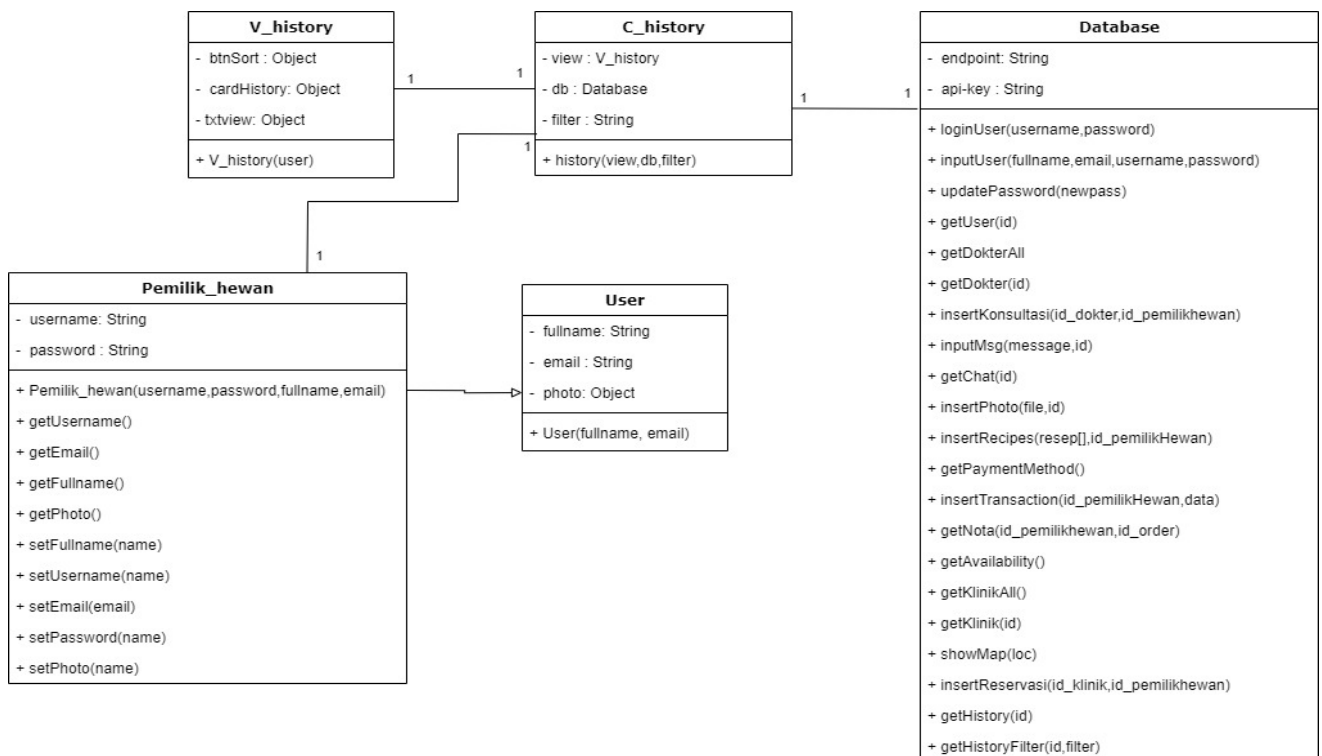 V_history
- btnSort : Object
- cardHistory: Object
-txtview: Object
+ V_history(user)
1
1
C_history
- view : V_history
- db : Database
- filter : String
+ history(view,db,filter)
1
1
1
1
Database
- endpoint: String
- api-key : String
+ loginUser(username,password)
+ inputUser(fullname,email,username,password)
+ updatePassword(newpass)
+ getUser(id)
+ getDokterAll
+ getDokter(id)
+ insertKonsultasi(id_dokter,id_pemilikhewan)
+ inputMsg(message,id)
+ getChat(id)
+ insertPhoto(file,id)
+ insertRecipes(resep[],id_pemilikHewan)
+ getPaymentMethod()
+ insertTransaction(id_pemilikHewan,data)
+ getNota(id_pemilikhewan,id_order)
+ getAvailability()
+ getKlinikAll()
+ getKlinik(id)
+ showMap(loc)
+ insertReservasi(id_klinik,id_pemilikhewan)
+ getHistory(id)
+ getHistoryFilter(id,filter)
Pemilik_hewan
- username: String
- password : String
+ Pemilik_hewan(username,password,fullname,email)
+ getUsername()
+ getEmail()
+ getFullname()
+ getPhoto()
+ setFullname(name)
+ setUsername(name)
+ setEmail(email)
+ setPassword(name)
+ setPhoto(name)
User
- fullname: String
- email : String
- photo: Object
+ User(fullname, email)